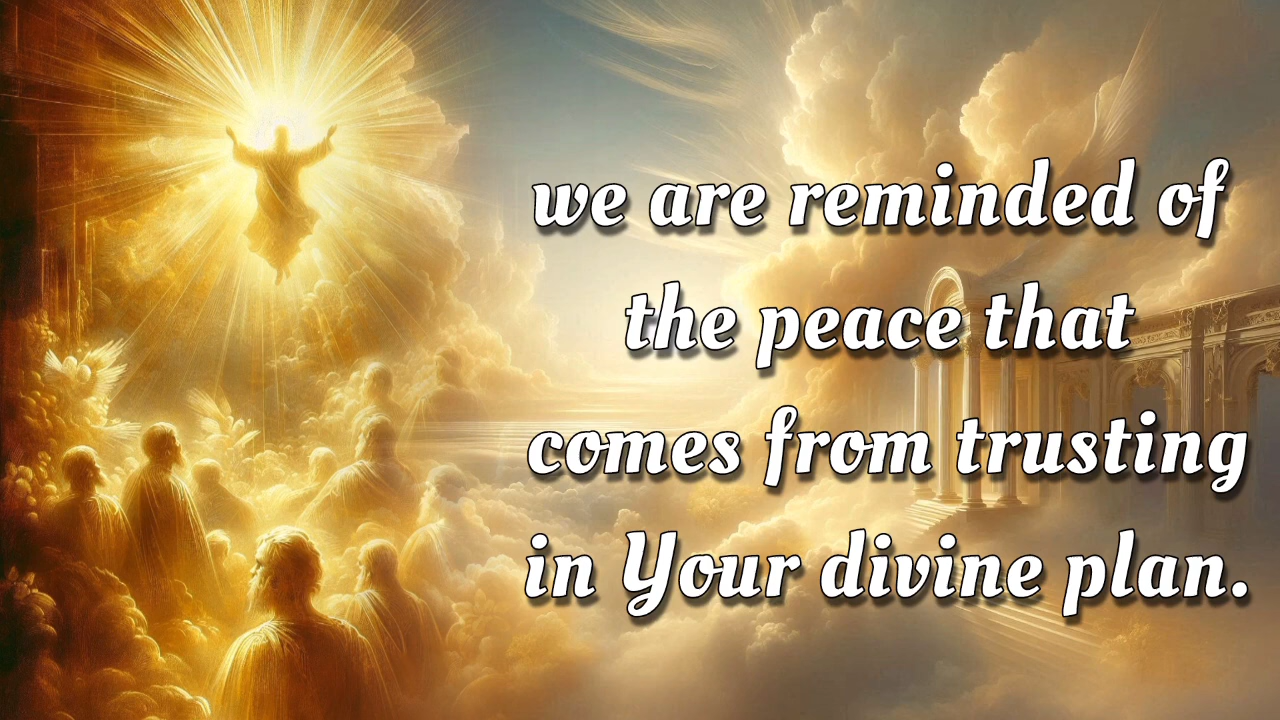 we are reminded of
the peace that
comes from trusting
in Your divine plan.